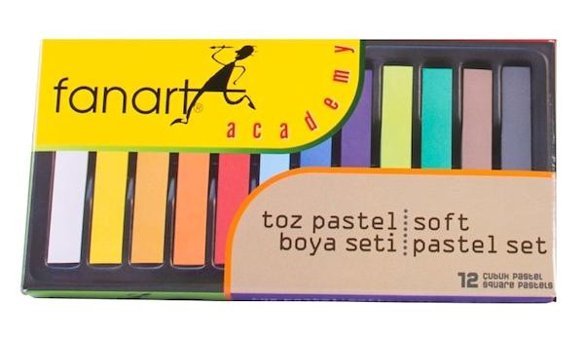 fanart®
academy
toz pastel soft
boya seti pastel set
12 çubuk pastel
square pastels